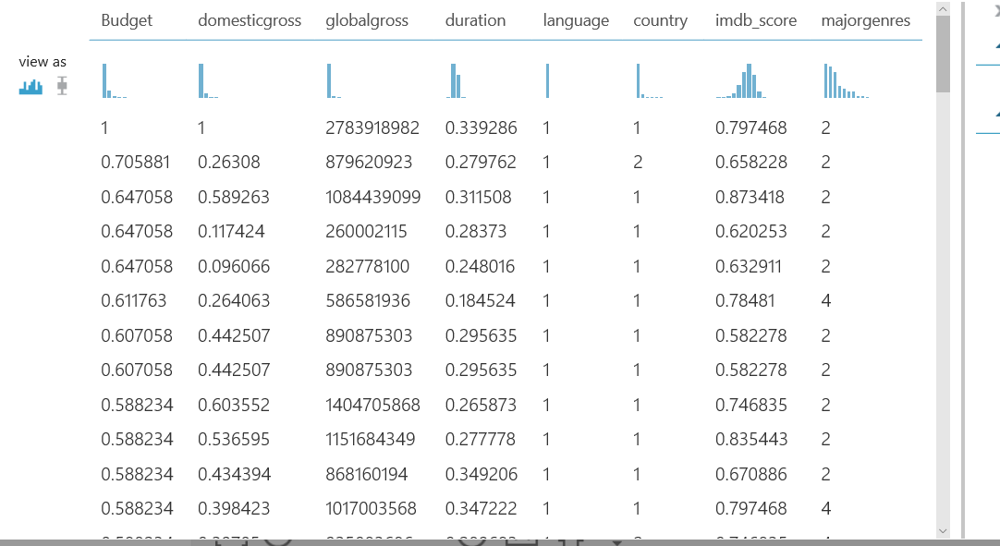 Budget domesticgross globalgross duration language country imdb_score majorgenres
view as
1 1 2783918982 0.339286 1 1 0.797468 2
0.705881 0.26308 879620923 0.279762 1 2 0.658228 2
0.647058 0.589263 1084439099 0.311508 1 1 0.873418 2
0.647058 0.117424 260002115 0.28373 1 1 0.620253 2
0.647058 0.096066 282778100 0.248016 1 1 0.632911 2
0.611763 0.264063 586581936 0.184524 1 1 0.78481 4
0.607058 0.442507 890875303 0.295635 1 1 0.582278 2
0.607058 0.442507 890875303 0.295635 1 1 0.582278 2
0.588234 0.603552 1404705868 0.265873 1 1 0.746835 2
0.588234 0.536595 1151684349 0.277778 1 1 0.835443 2
0.588234 0.434394 868160194 0.349206 1 1 0.670886 2
0.588234 0.398423 1017003568 0.347222 1 1 0.797468 4